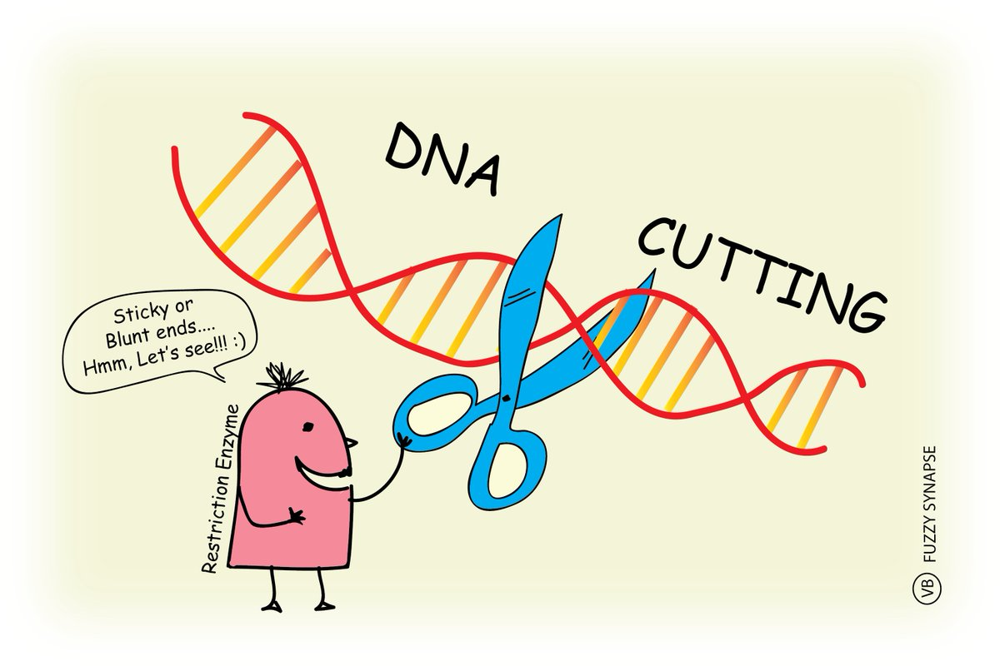 DNA
CUTTING
Sticky or
Blunt ends....
Hmm, Let's see!!! :)
Restriction Enzyme
VB FUZZY SYNAPSE